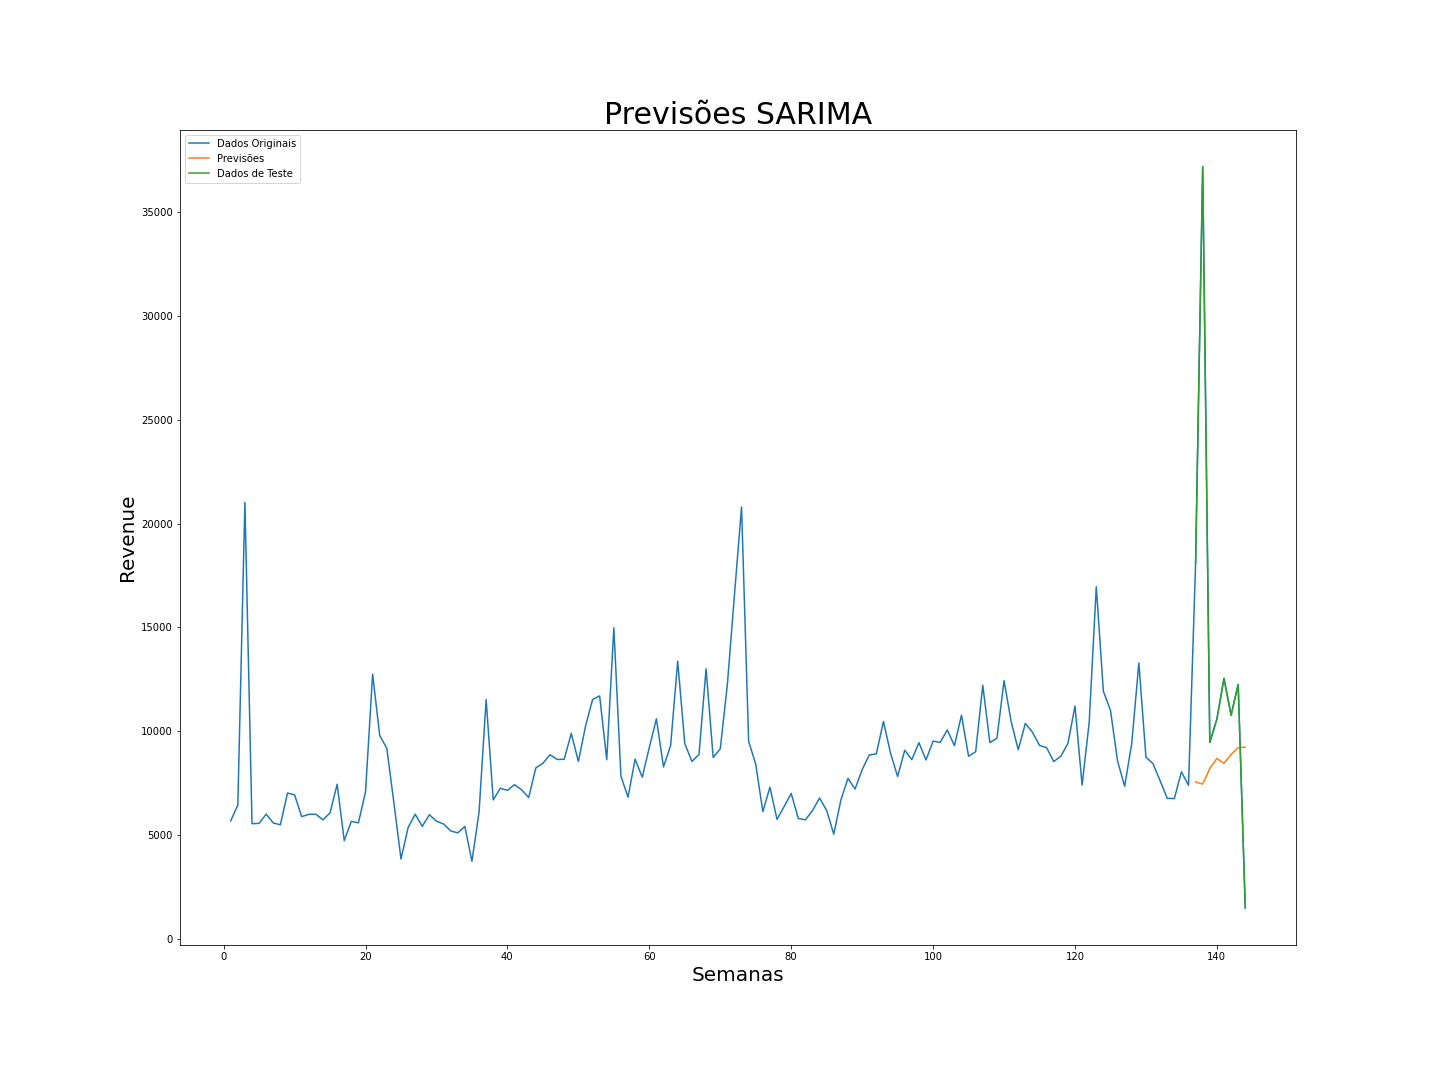 Previsões SARIMA
Dados Originais
Previsões
Dados de Teste
35000
30000
25000
20000
15000
10000
5000
0
Revenue
0 20 40 60 80 100 120 140
Semanas